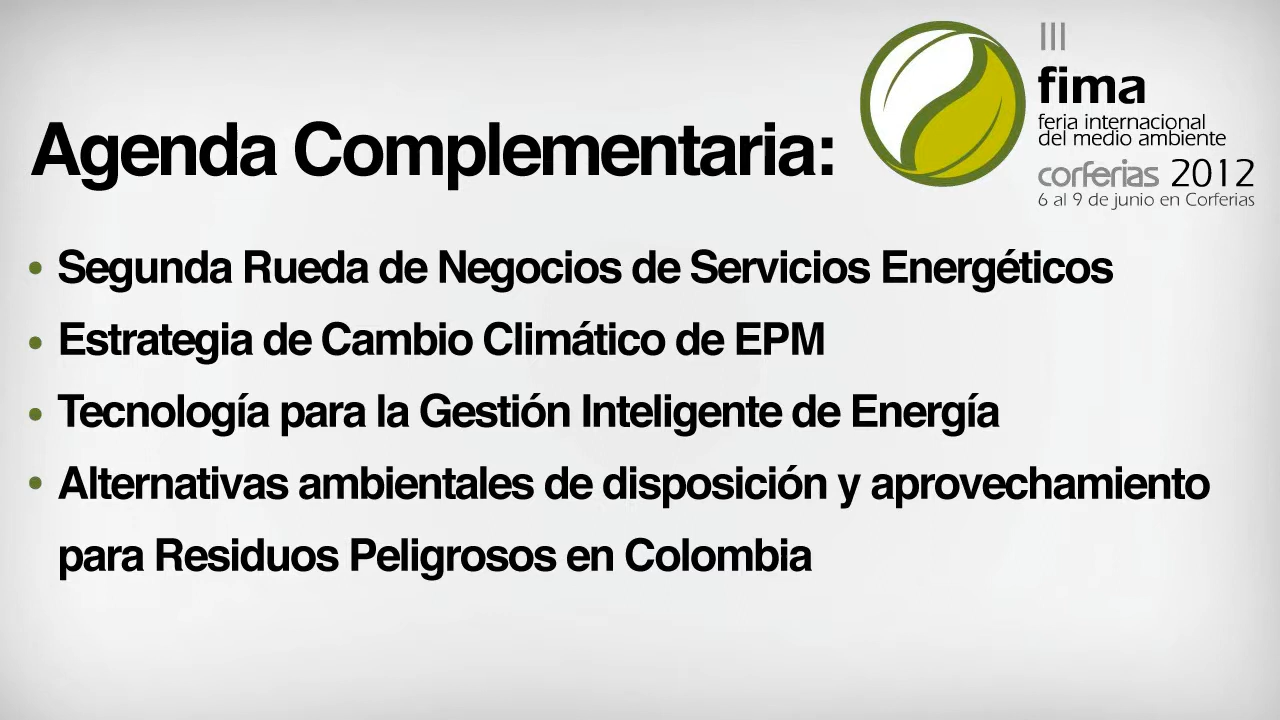 III
fima
feria internacional
del medio ambiente
corferias 2012
6 al 9 de junio en Corferias
Agenda Complementaria:
• Segunda Rueda de Negocios de Servicios Energéticos
• Estrategia de Cambio Climático de EPM
• Tecnología para la Gestión Inteligente de Energía
• Alternativas ambientales de disposición y aprovechamiento
para Residuos Peligrosos en Colombia